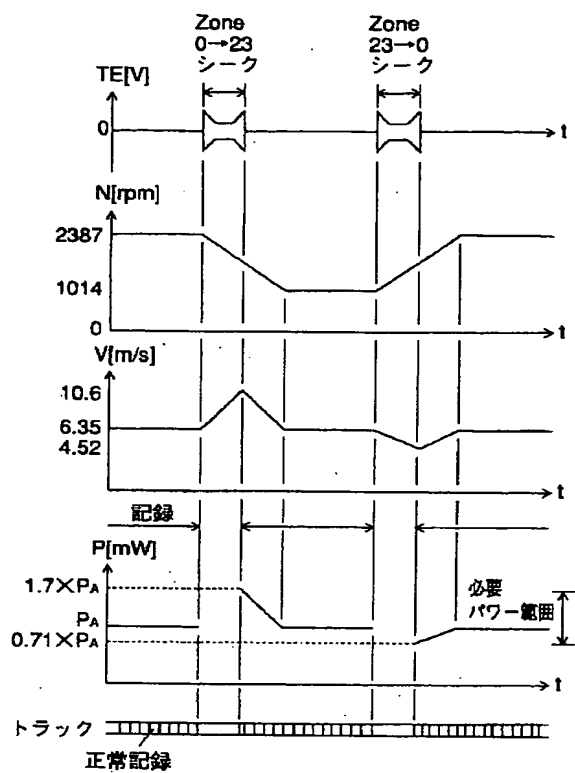 Zone
0→23
シーク
Zone
23→0
シーク
TE[V]
0
t
N[rpm]
2387
1014
0
t
V[m/s]
10.6
6.35
4.52
t
記録
P[mW]
1.7×PA
PA
0.71×PA
必要
パワー範囲
t
トラック
正常記録